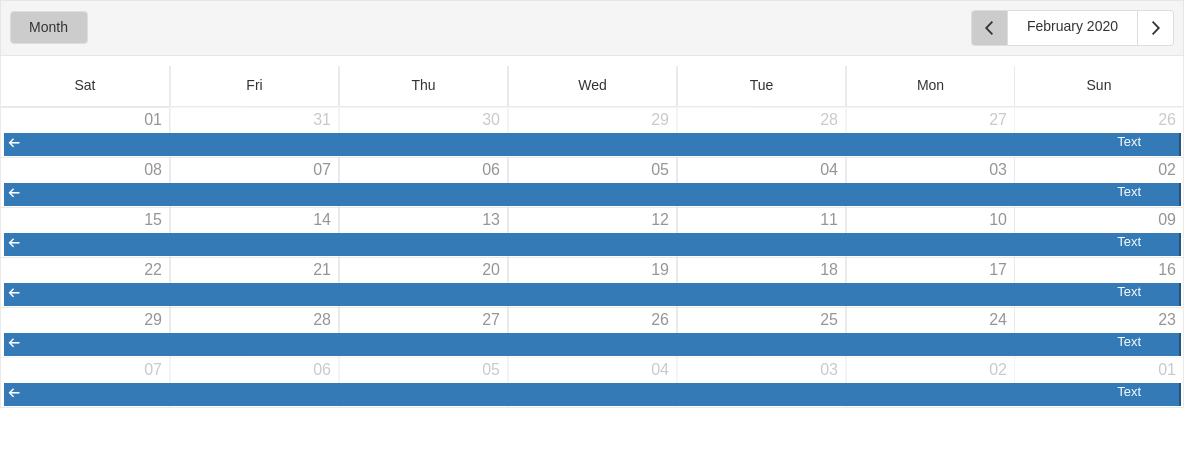 Month February 2020
Sat Fri Thu Wed Tue Mon Sun
01 31 30 29 28 27 26
Text
08 07 06 05 04 03 02
Text
15 14 13 12 11 10 09
Text
22 21 20 19 18 17 16
Text
29 28 27 26 25 24 23
Text
07 06 05 04 03 02 01
Text